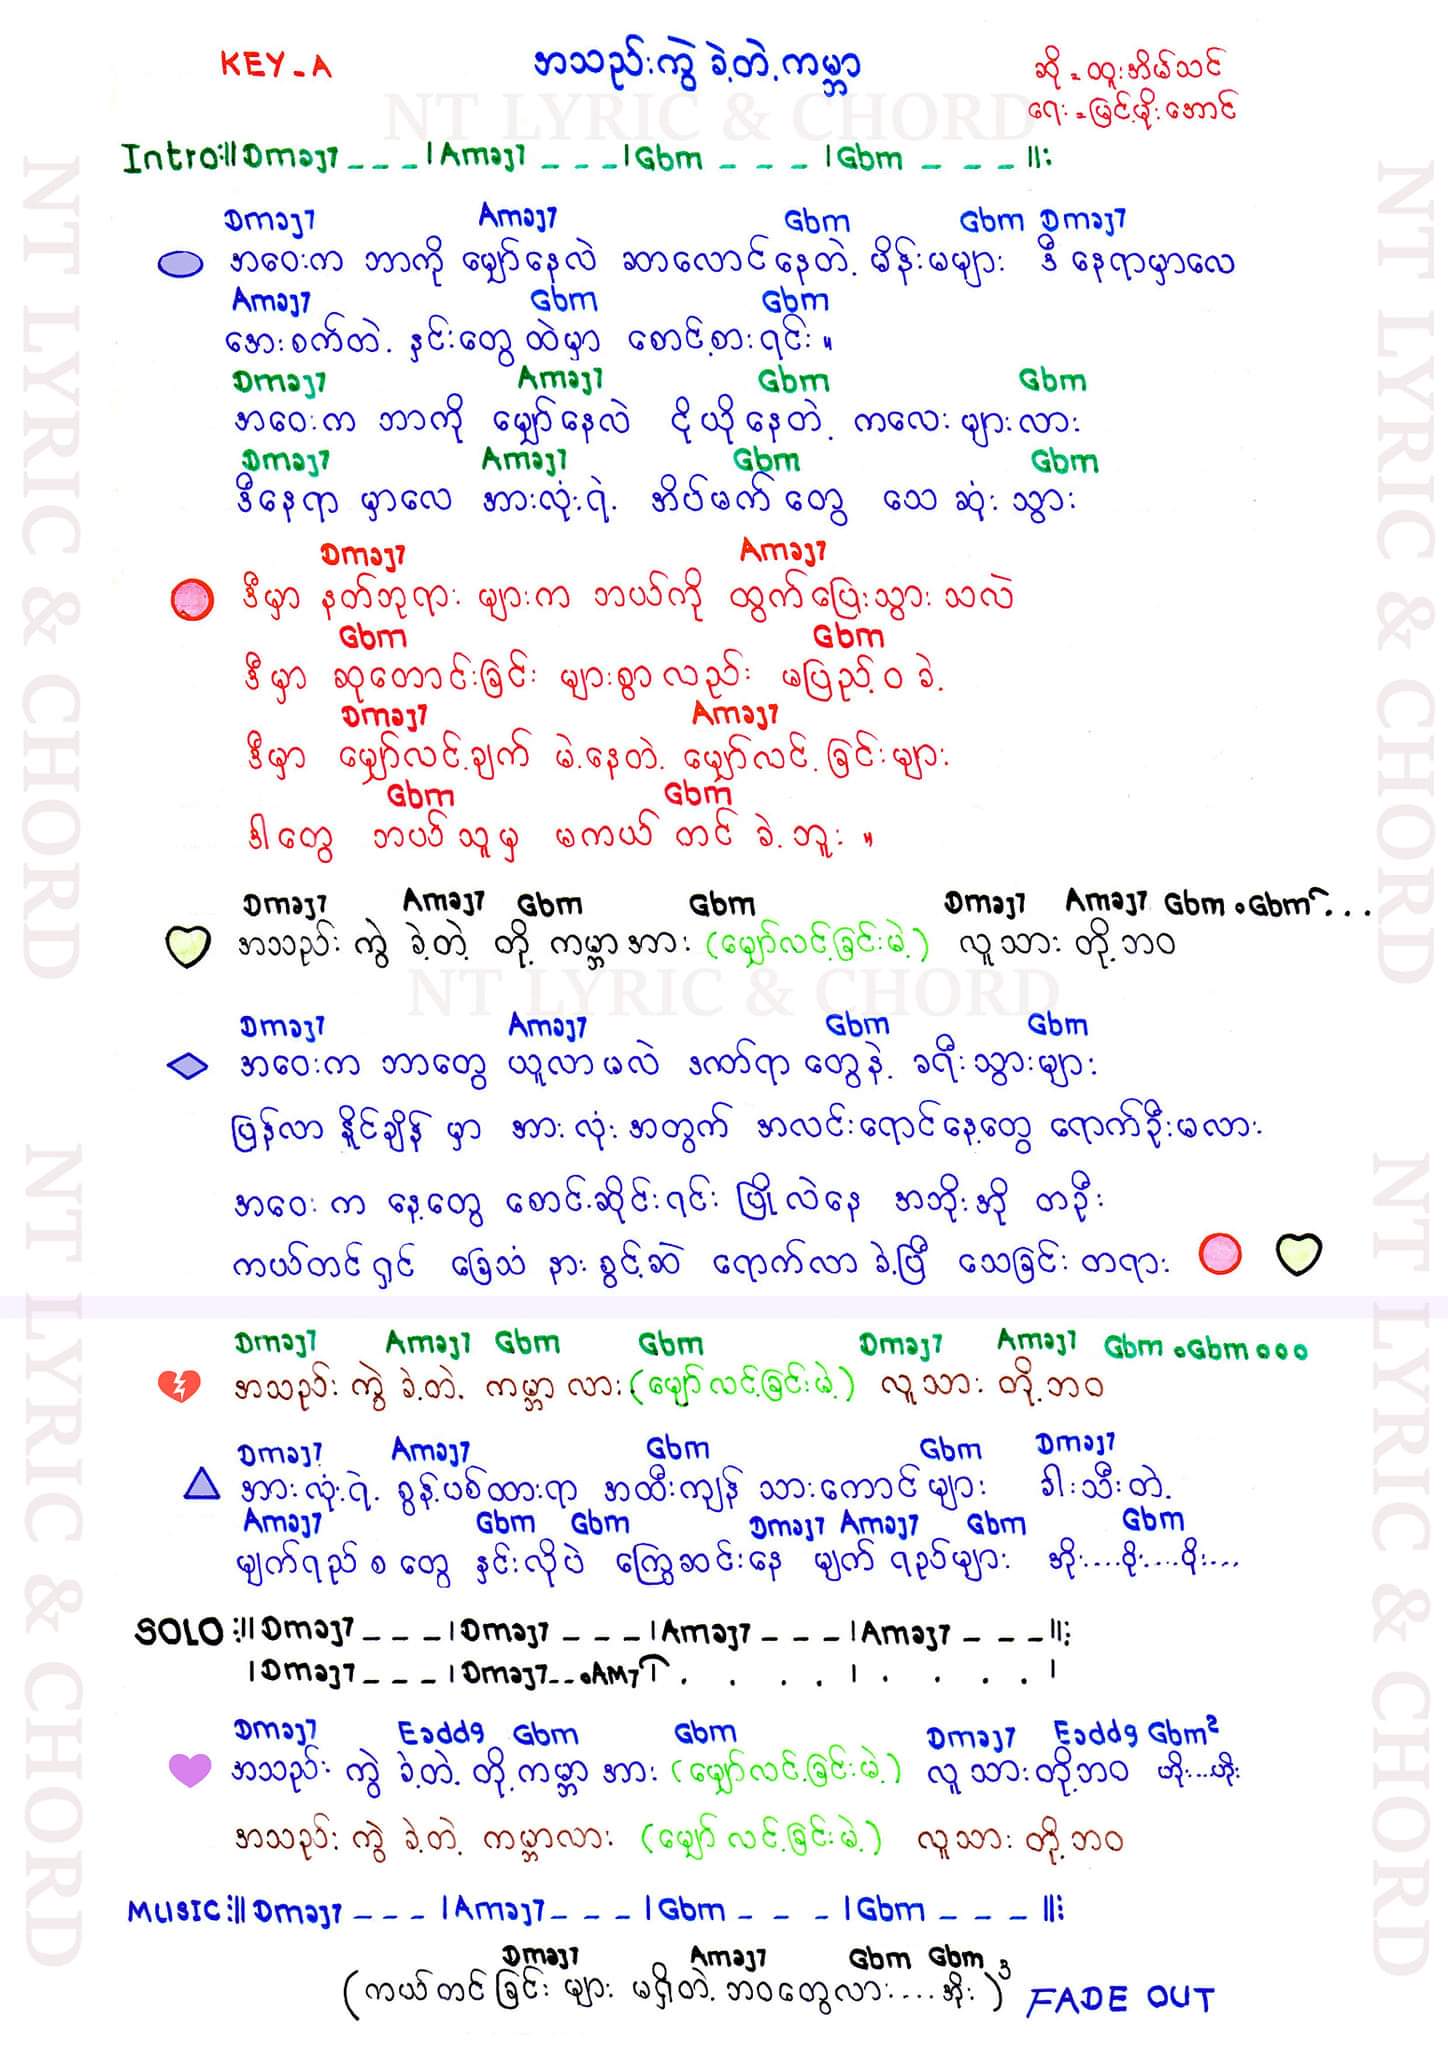 KEY-A
အသည်းကွဲခဲ့တဲ့ကမ္ဘာ
ဆို = ထူးအိမ်သင်
ရေး = မြင့်မိုးအောင်
NT LYRIC & CHORD
Intro:||Dmaj7 _ _ _ |Amaj7 _ _ _ |Gbm _ _ _ |Gbm _ _ _ ||:
Dmaj7 Amaj7 Gbm Gbm Dmaj7
အဝေးက ဘာကို မျှော်နေလဲ ဆာလောင်နေတဲ့ မိန်းမများ ဒီ နေရာမှာလေ
Amaj7 Gbm Gbm
အေးစက်တဲ့ နှင်းတွေထဲမှာ စောင့်စားရင်း ။
Dmaj7 Amaj7 Gbm Gbm
အဝေးက ဘာကို မျှော်နေလဲ ငိုယိုနေတဲ့ ကလေးများလား
Dmaj7 Amaj7 Gbm Gbm
ဒီနေရာ မှာလေ အားလုံးရဲ့ အိပ်မက်တွေ သေဆုံးသွား
Dmaj7 Amaj7
ဒီမှာ နတ်ဘုရားများက ဘယ်ကို ထွက်ပြေးသွားသလဲ
Gbm Gbm
ဒီမှာ ဆုတောင်းခြင်း များစွာလည်း မပြည့်ဝခဲ့
Dmaj7 Amaj7
ဒီမှာ မျှော်လင့်ချက် မဲ့နေတဲ့ မျှော်လင့်ခြင်းများ
Gbm Gbm
ဒါတွေ ဘယ်သူမှ မကယ်တင်ခဲ့ဘူး ။
Dmaj7 Amaj7 Gbm Gbm Dmaj7 Amaj7 Gbm . Gbm . . .
အသည်းကွဲ ခဲ့တဲ့ တို့ ကမ္ဘာအား (မျှော်လင့်ခြင်းမဲ့) လူသား တို့ဘဝ
NT LYRIC & CHORD
Dmaj7 Amaj7 Gbm Gbm
အဝေးက ဘာတွေ ယူလာမလဲ ဒဏ်ရာတွေနဲ့ ခရီးသွားများ
ပြန်လာ နိူင်ချိန် မှာ အားလုံးအတွက် အလင်းရောင်နေ့တွေ ရောက်ဦးမလား
အဝေးက နေ့တွေ စောင်းဆိုင်းရင်း ပြိုလဲနေ အဘိုးအို တဦး
ကယ်တင်ရှင် ခြေသံ နားစွင့်ဆဲ ရောက်လာခဲ့ပြီ သေခြင်းတရား
Dmaj7 Amaj7 Gbm Gbm Dmaj7 Amaj7 Gbm . Gbm . . .
အသည်းကွဲ ခဲ့တဲ့ ကမ္ဘာလား (မျှော်လင့်ခြင်းမဲ့) လူသား တို့ဘဝ
Dmaj7 Amaj7 Gbm Gbm Dmaj7
အားလုံးရဲ့ စွန့်ပစ်ထားရာ အထီးကျန် သားကောင်များ ခါးသီးတဲ့
Amaj7 Gbm Gbm Dmaj7 Amaj7 Gbm Gbm
မျက်ရည်စတွေ နှင်းလိုပဲ ကြွေဆင်းနေ မျက်ရည်များ အိုး....ဝိုး....ဝိုး...
SOLO:||Dmaj7 _ _ _ |Dmaj7 _ _ _ |Amaj7 _ _ _ |Amaj7 _ _ _ ||:
|Dmaj7 _ _ _ |Dmaj7 _ _ . AM7 | . . . . | . . . . |
Dmaj7 Eadd9 Gbm Gbm Dmaj7 Eadd9 Gbm²
အသည်းကွဲ ခဲ့တဲ့ တို့ ကမ္ဘာအား (မျှော်လင့်ခြင်းမဲ့) လူသားတို့ဘဝ ဟိုး...ဟိုး
အသည်းကွဲ ခဲ့တဲ့ ကမ္ဘာလား (မျှော်လင့်ခြင်းမဲ့) လူသား တို့ဘဝ
MUSIC:||Dmaj7 _ _ _ |Amaj7 _ _ _ |Gbm _ _ _ |Gbm _ _ _ ||:
Dmaj7 Amaj7 Gbm Gbm
(ကယ်တင်ခြင်း များ မရှိတဲ့ ဘဝတွေလား....အိုး)³ FADE OUT
NT LYRIC & CHORD
NT LYRIC & CHORD
NT LYRIC & CHORD
NT LYRIC & CHORD